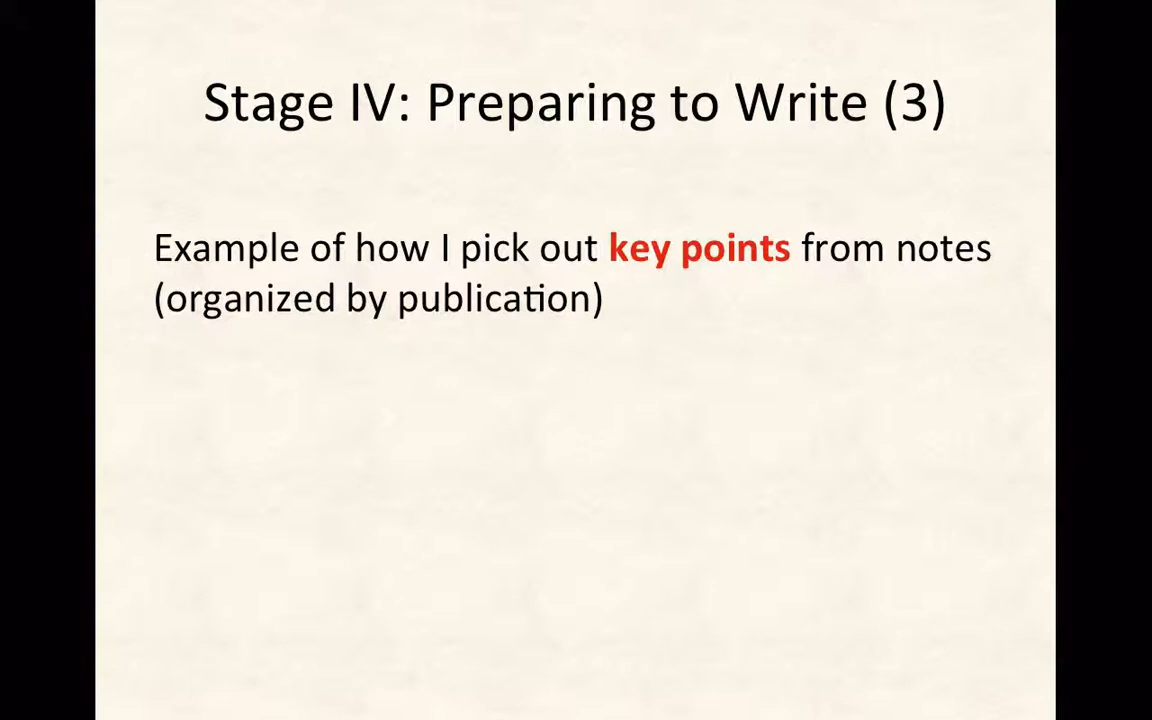 Stage IV: Preparing to Write (3)
Example of how I pick out key points from notes
(organized by publication)